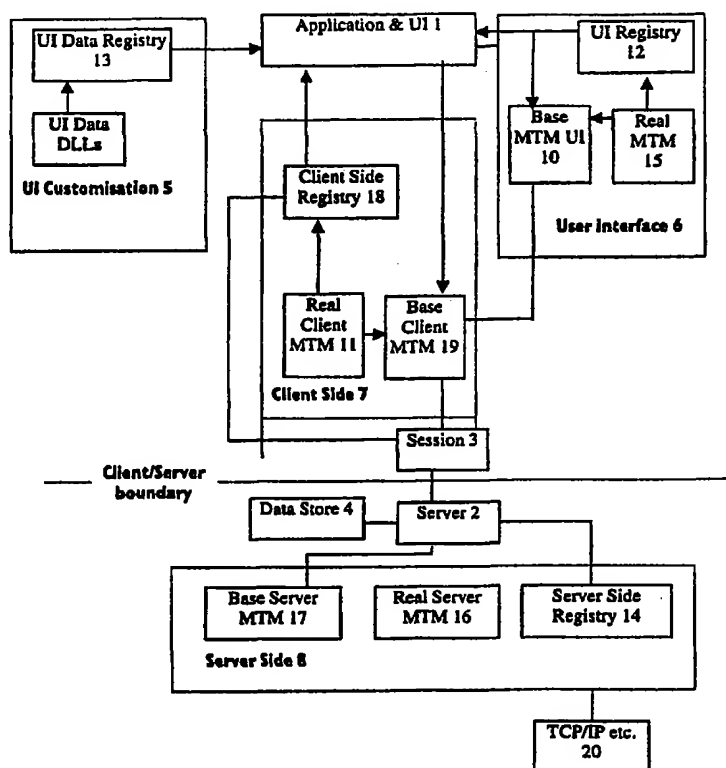 UI Data Registry
13
UI Data
DLLs
UI Customisation 5
Application & UI 1
UI Registry
12
Base
MTM UI
10
Real
MTM
15
User Interface 6
Client Side
Registry 18
Real
Client
MTM 11
Base
Client
MTM 19
Client Side 7
Session 3
Client/Server
boundary
Data Store 4
Server 2
Base Server
MTM 17
Real Server
MTM 16
Server Side
Registry 14
Server Side 8
TCP/IP etc.
20